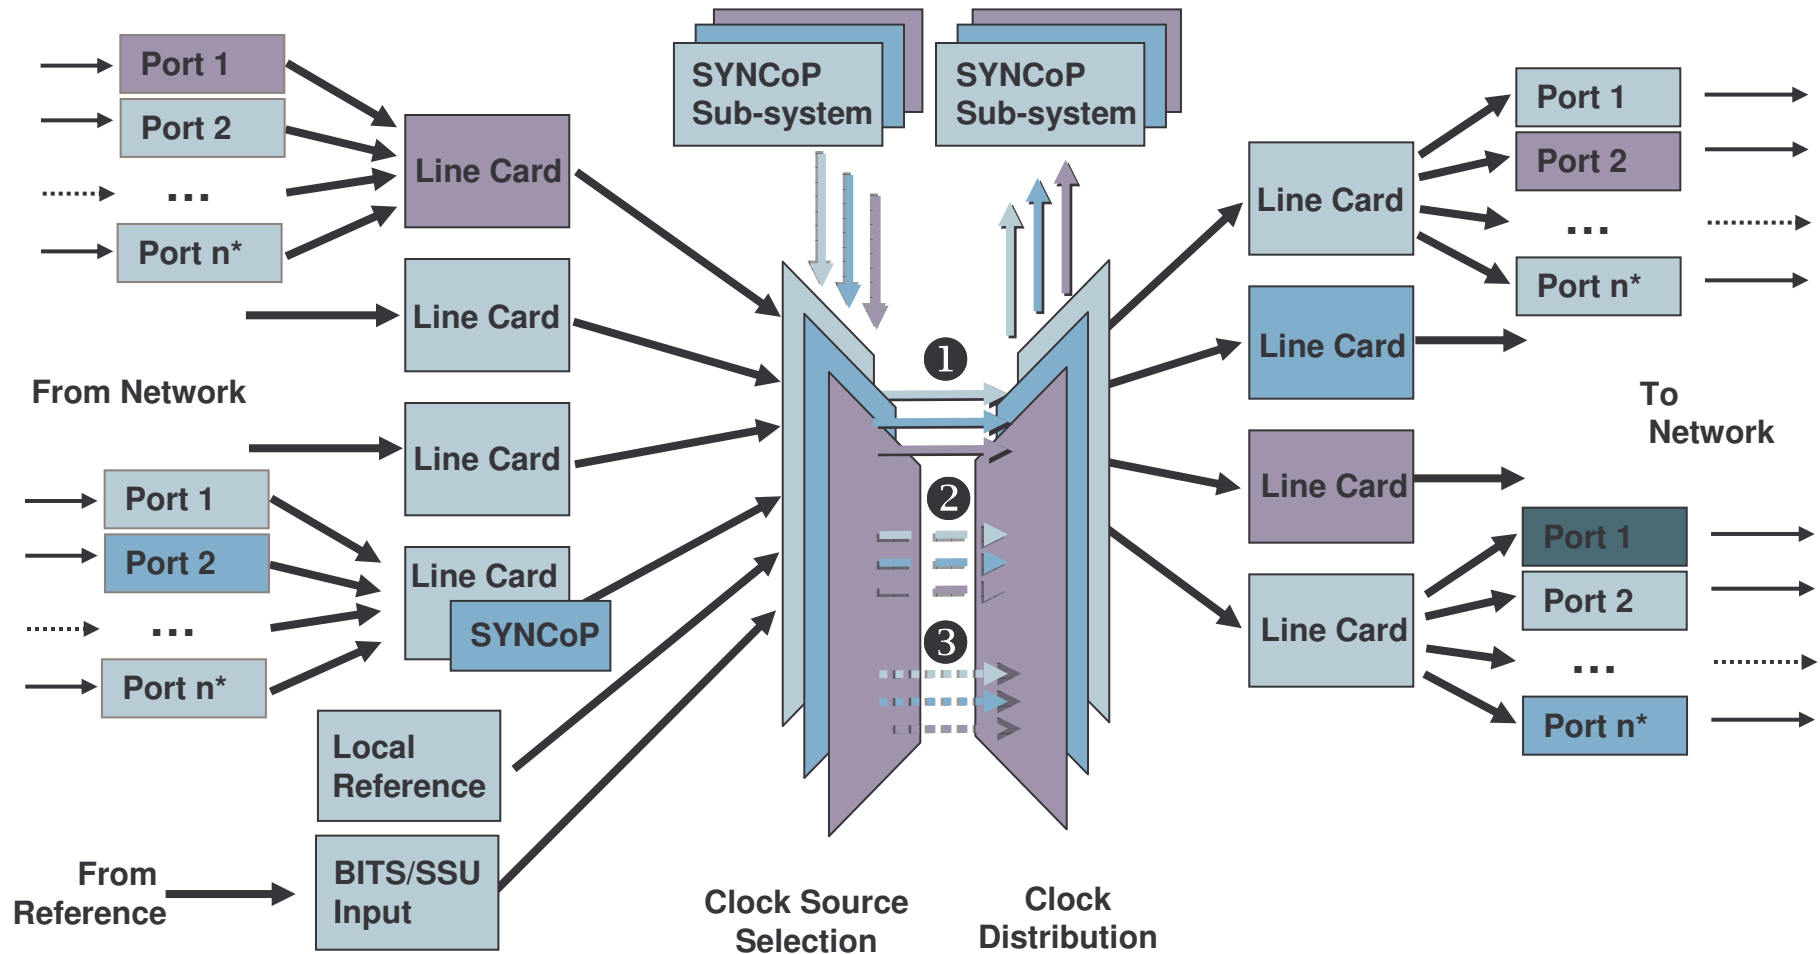 Port 1
Port 2
...
Port n*
Line Card
Line Card
From Network
Line Card
Port 1
Port 2
...
Port n*
Line Card
SYNCoP
Local
Reference
From
Reference
BITS/SSU
Input
SYNCoP
Sub-system
SYNCoP
Sub-system
1
2
3
Clock Source
Selection
Clock
Distribution
Line Card
Line Card
Line Card
Line Card
Port 1
Port 2
...
Port n*
To
Network
Port 1
Port 2
...
Port n*